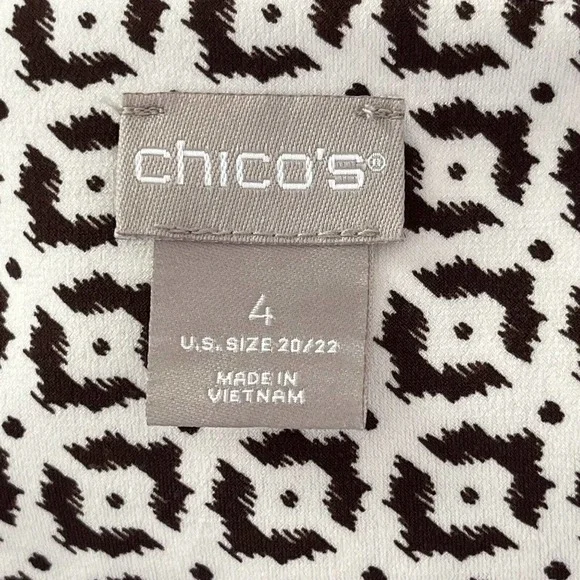 chico's®
4
U.S. SIZE 20/22
MADE IN
VIETNAM